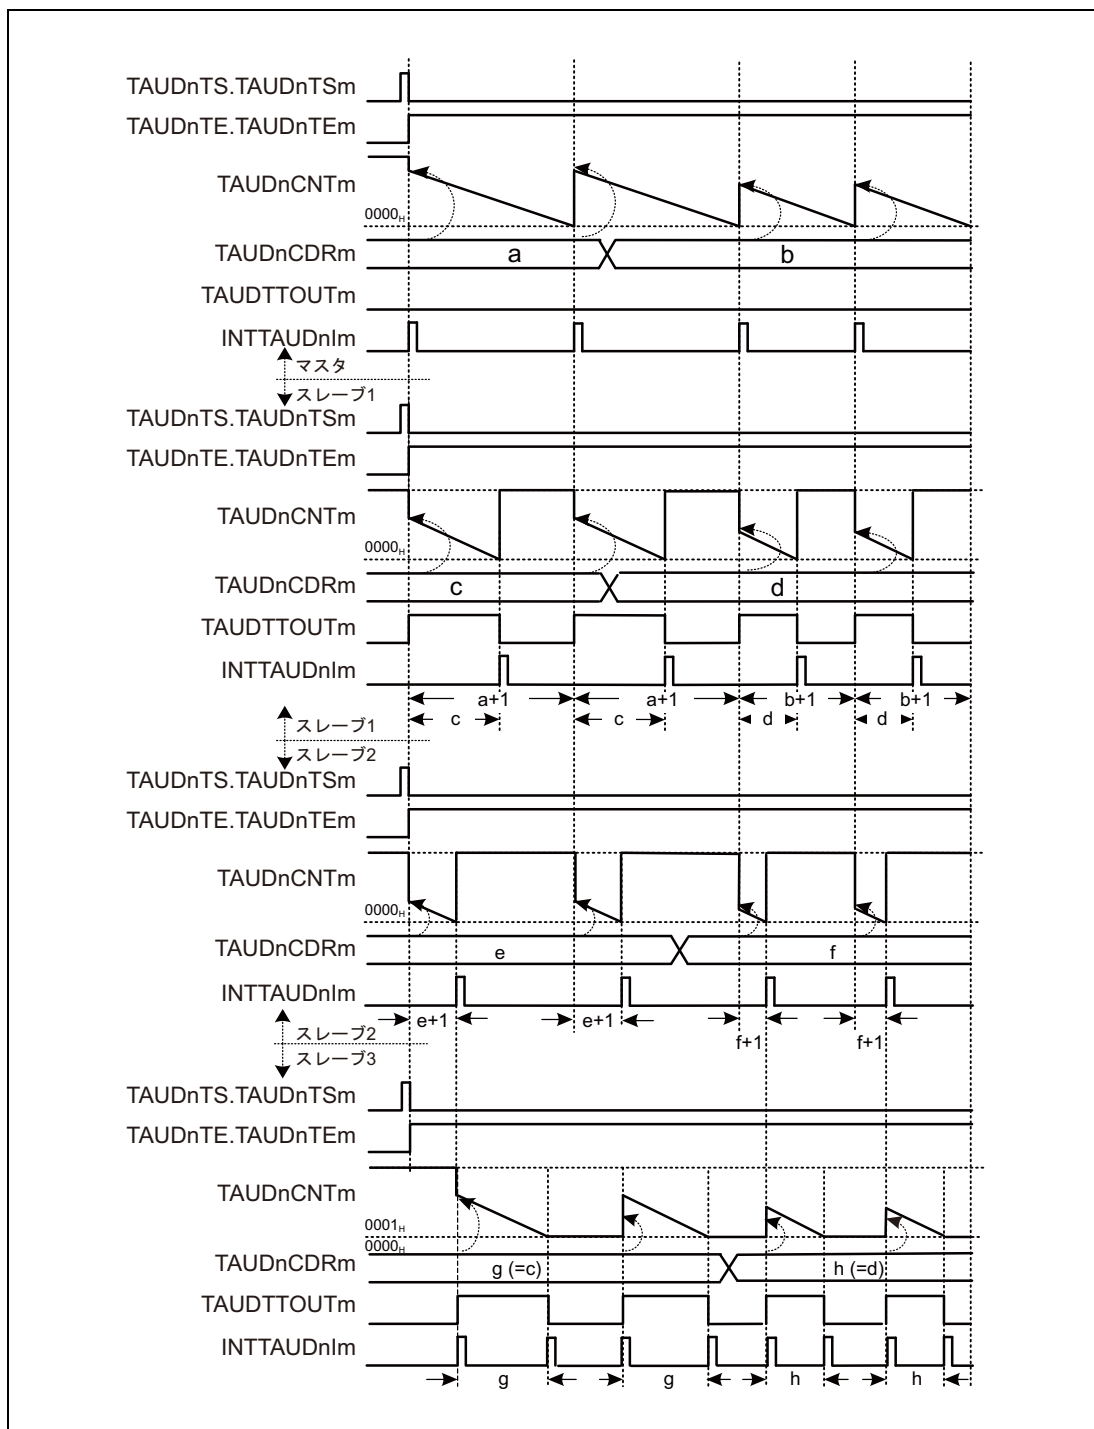 TAUDnTS.TAUDnTSm
TAUDnTE.TAUDnTEm
TAUDnCNTm
0000H
TAUDnCDRm
a
b
TAUDTTOUTm
INTTAUDnIm
マスタ
スレーブ1
TAUDnTS.TAUDnTSm
TAUDnTE.TAUDnTEm
TAUDnCNTm
0000H
TAUDnCDRm
c
d
TAUDTTOUTm
INTTAUDnIm
a+1
a+1
b+1
b+1
c
c
d
d
スレーブ1
スレーブ2
TAUDnTS.TAUDnTSm
TAUDnTE.TAUDnTEm
TAUDnCNTm
0000H
TAUDnCDRm
e
f
INTTAUDnIm
e+1
e+1
f+1
f+1
スレーブ2
スレーブ3
TAUDnTS.TAUDnTSm
TAUDnTE.TAUDnTEm
TAUDnCNTm
0001H
0000H
TAUDnCDRm
g (=c)
h (=d)
TAUDTTOUTm
INTTAUDnIm
g
g
h
h